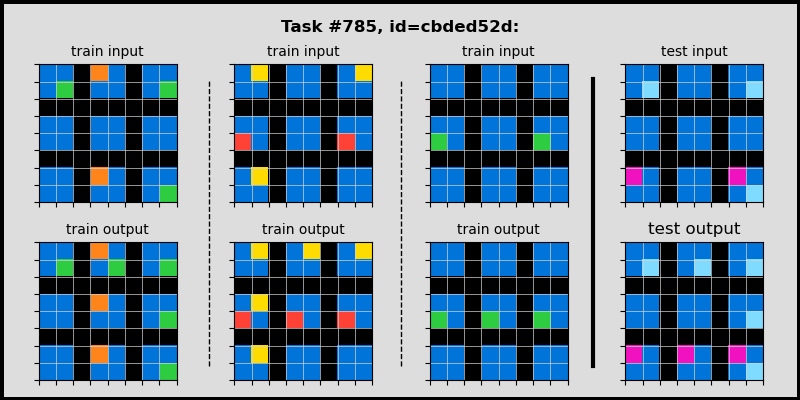 Task #785, id=cbded52d:
train input
train input
train input
test input
train output
train output
train output
test output